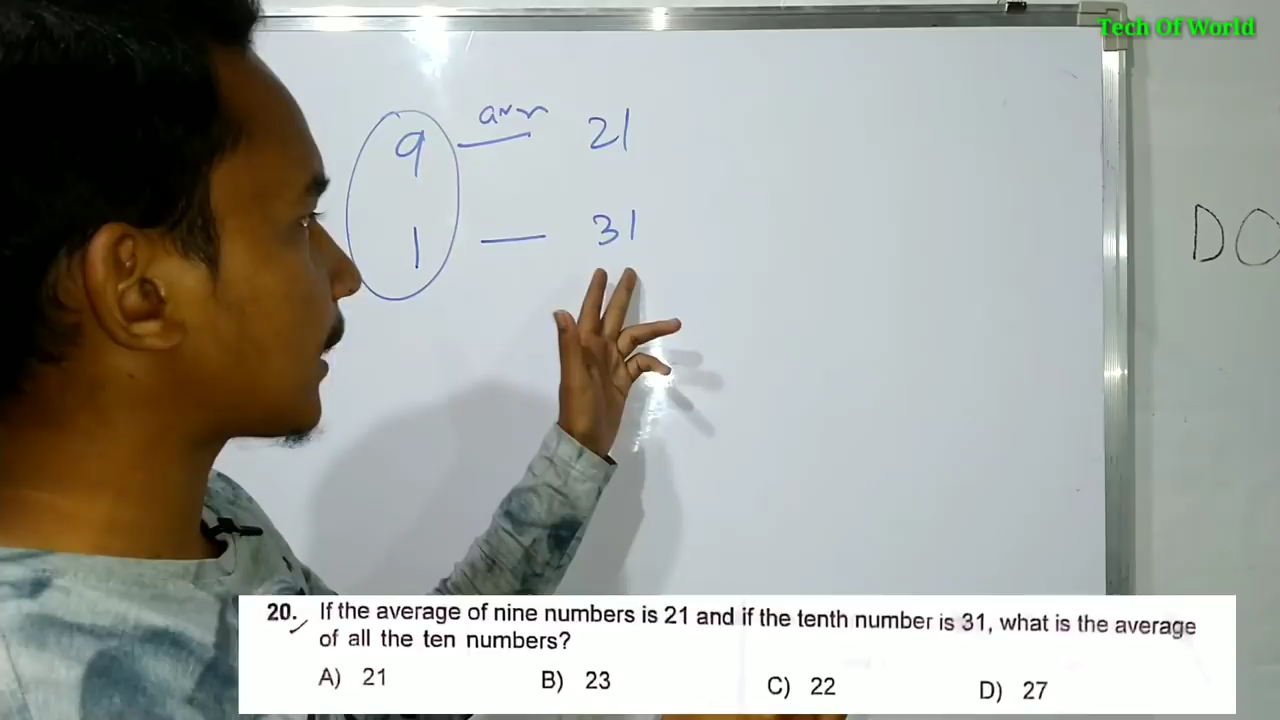 Tech Of World
9 — 21
1 — 31
DO
20. If the average of nine numbers is 21 and if the tenth number is 31, what is the average
of all the ten numbers?
A) 21 B) 23 C) 22 D) 27